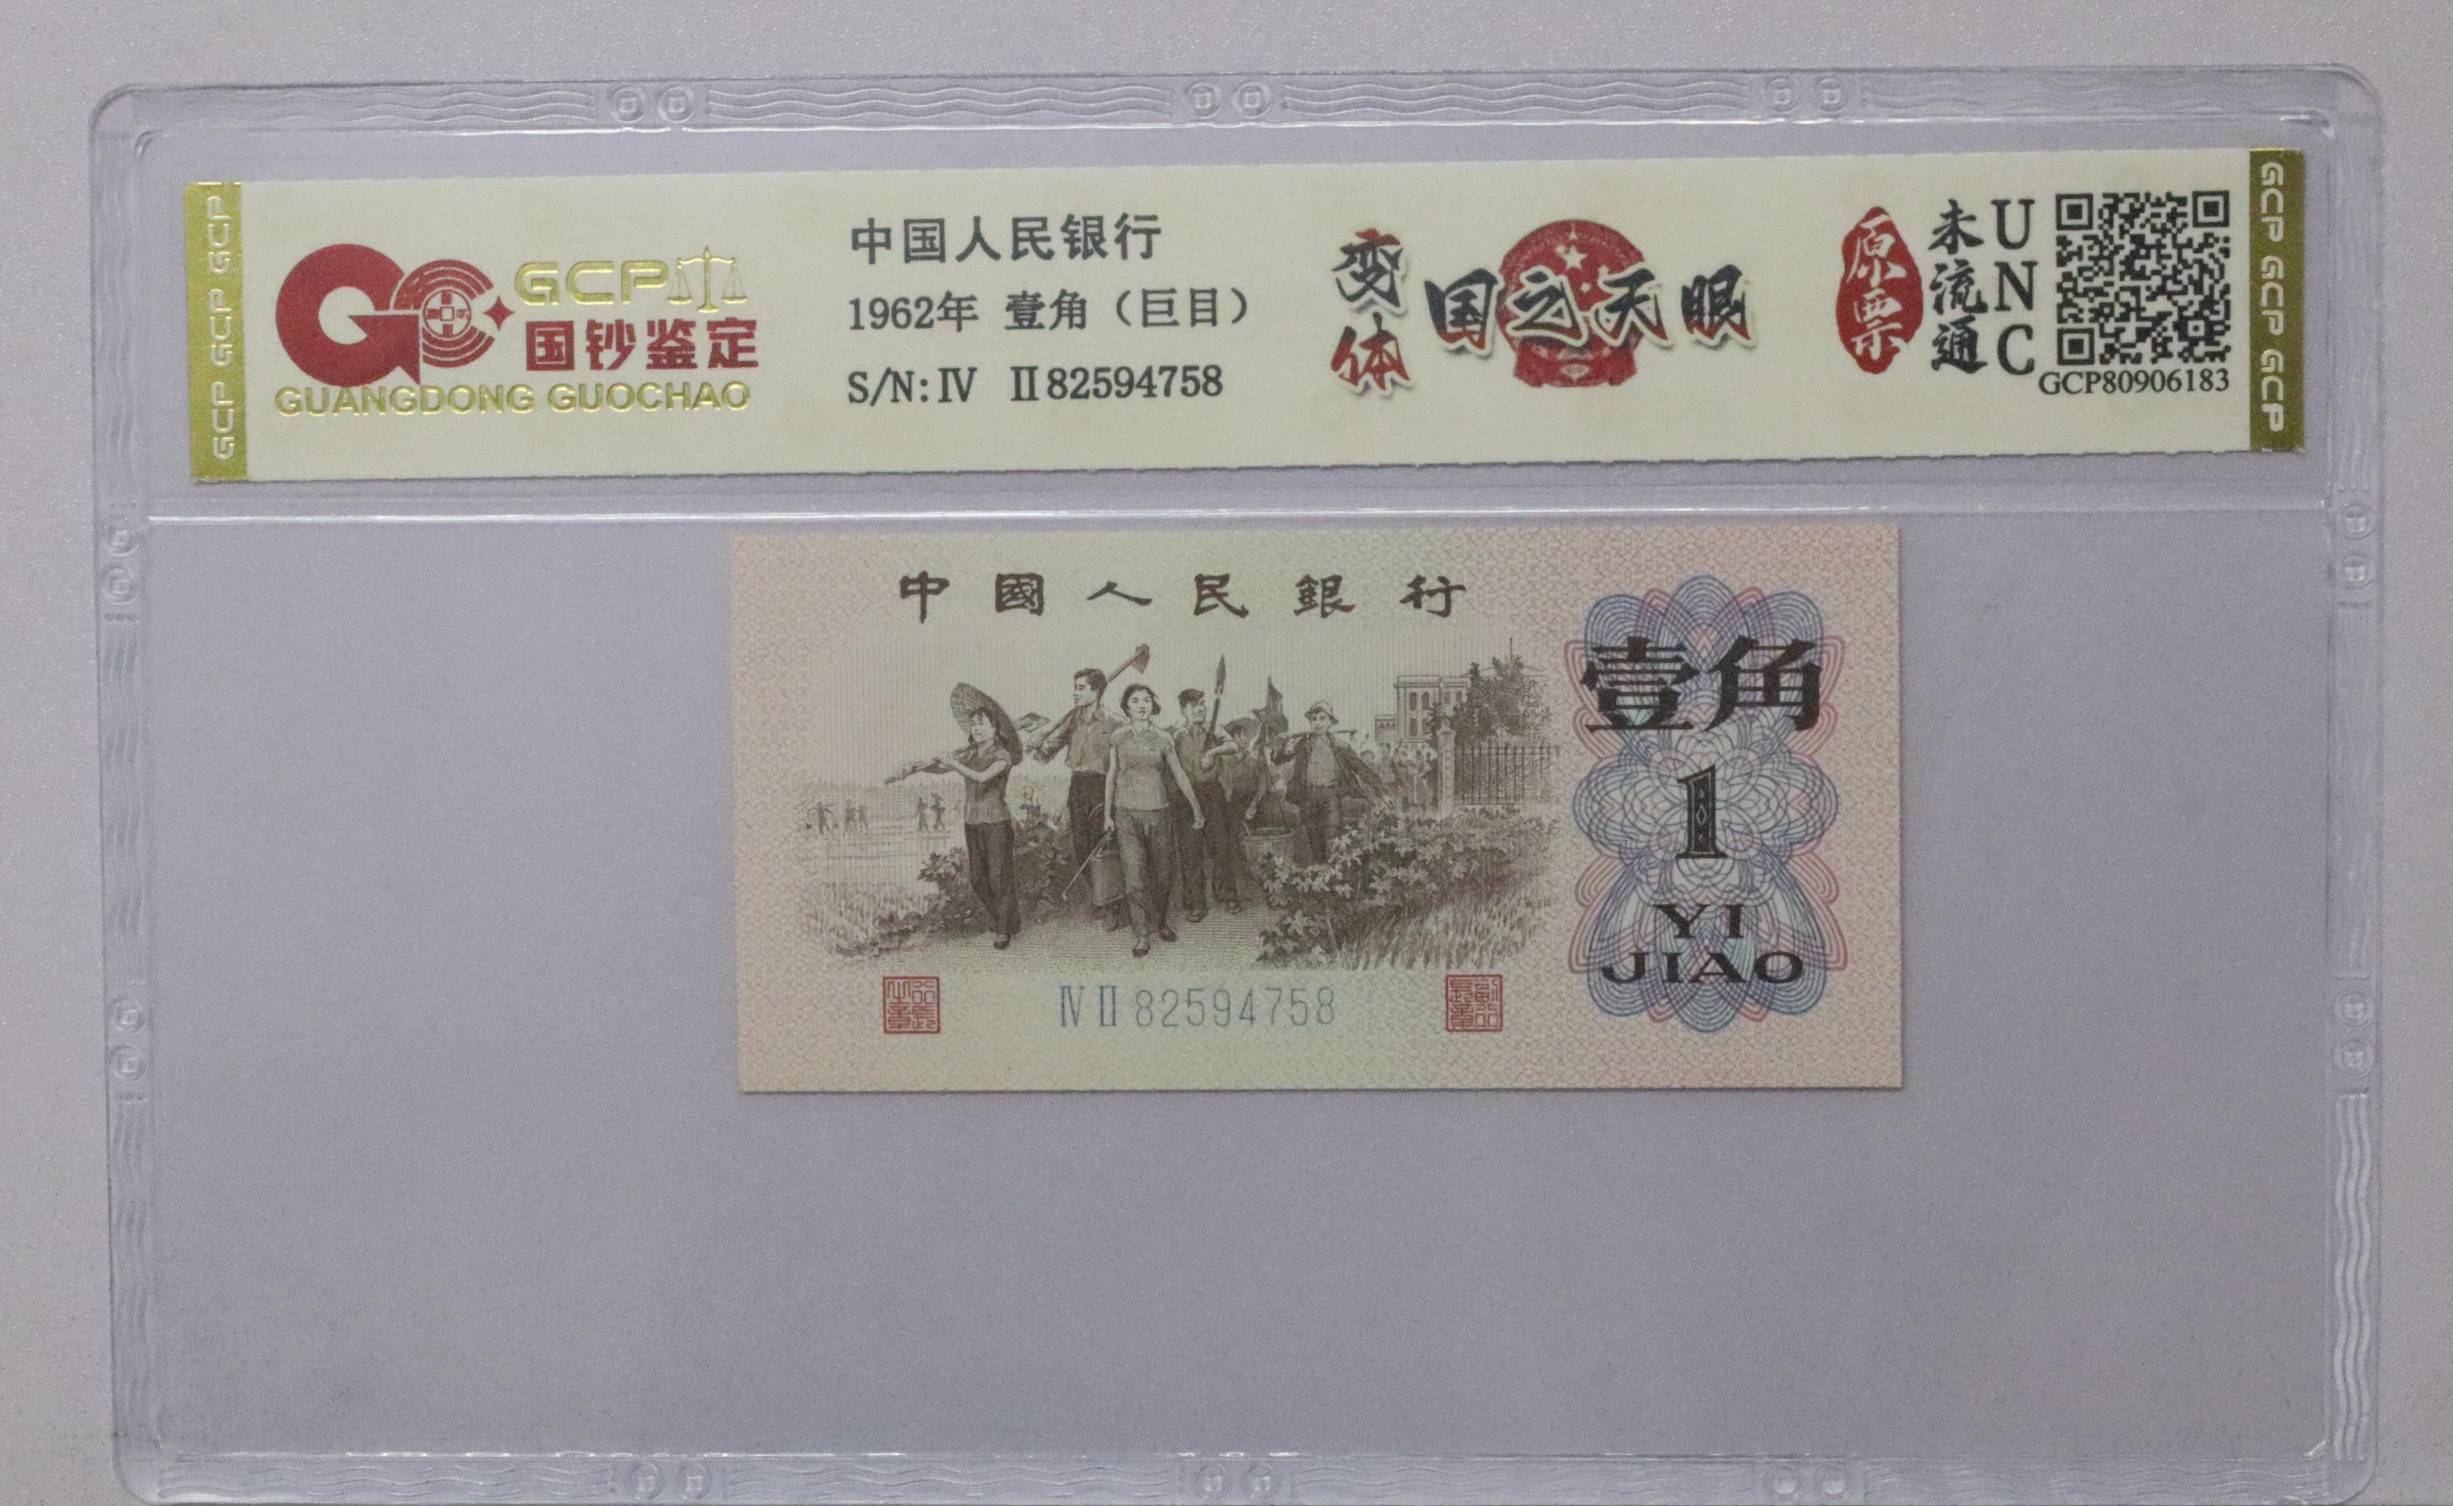 GCP GCP GCP
GCP
国钞鉴定
GUANGDONG GUOCHAO
中国人民银行
1962年 壹角（巨目）
S/N: Ⅳ Ⅱ82594758
变体
国之天眼
原票
未流通
UNC
GCP80906183
GCP GCP GCP
中國人民銀行
壹角
1
YI
JIAO
Ⅳ Ⅱ 82594758